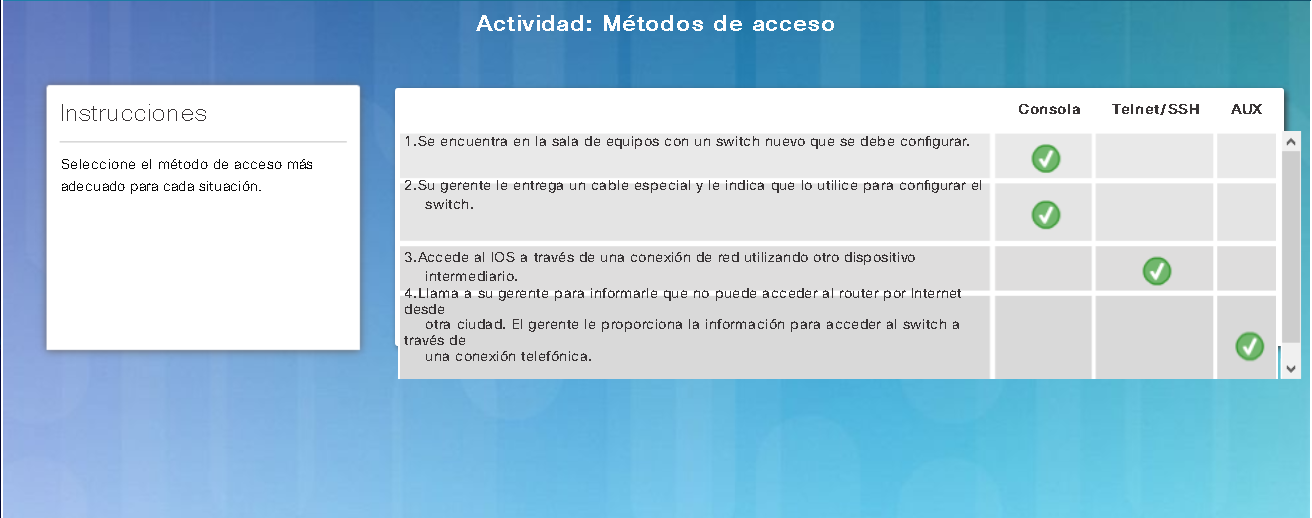 Actividad: Métodos de acceso
Instrucciones
Seleccione el método de acceso más
adecuado para cada situación.
Consola Telnet/SSH AUX
1.Se encuentra en la sala de equipos con un switch nuevo que se debe configurar.
2.Su gerente le entrega un cable especial y le indica que lo utilice para configurar el
switch.
3.Accede al IOS a través de una conexión de red utilizando otro dispositivo
intermediario.
4.Llama a su gerente para informarle que no puede acceder al router por Internet
desde
otra ciudad. El gerente le proporciona la información para acceder al switch a
través de
una conexión telefónica.